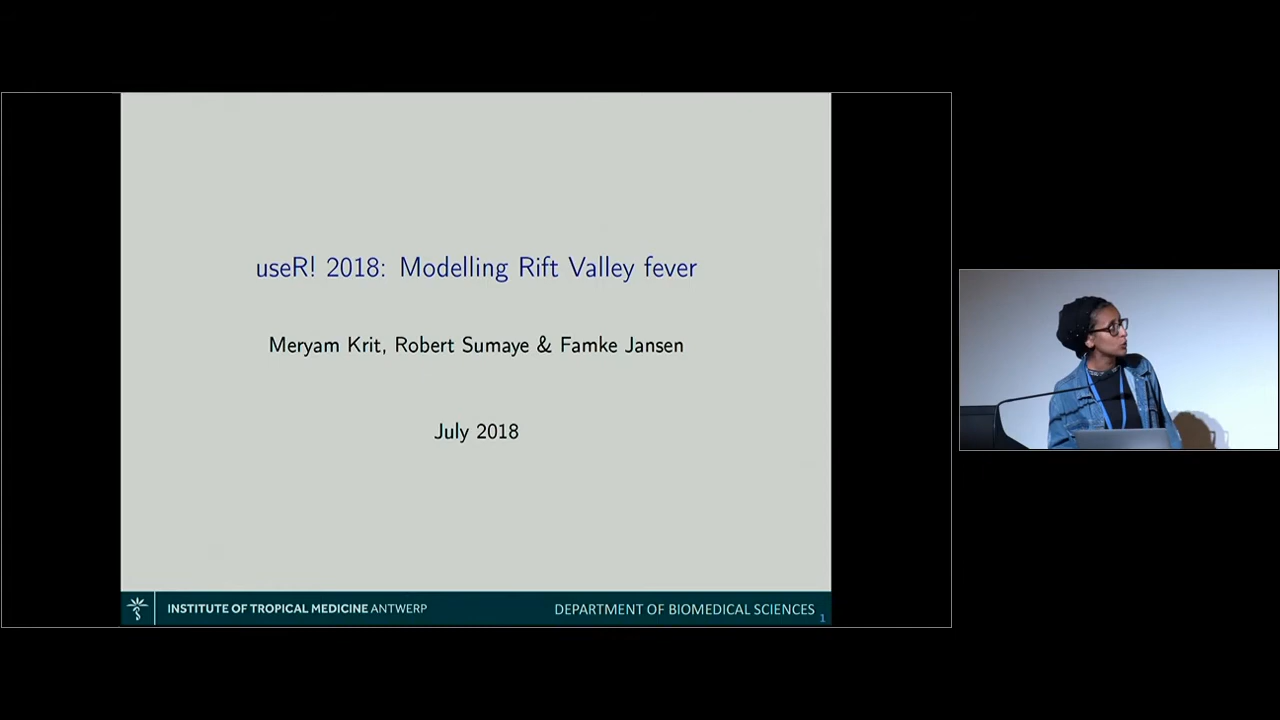 useR! 2018: Modelling Rift Valley fever
Meryam Krit, Robert Sumaye & Famke Jansen
July 2018
INSTITUTE OF TROPICAL MEDICINE ANTWERP
DEPARTMENT OF BIOMEDICAL SCIENCES
1